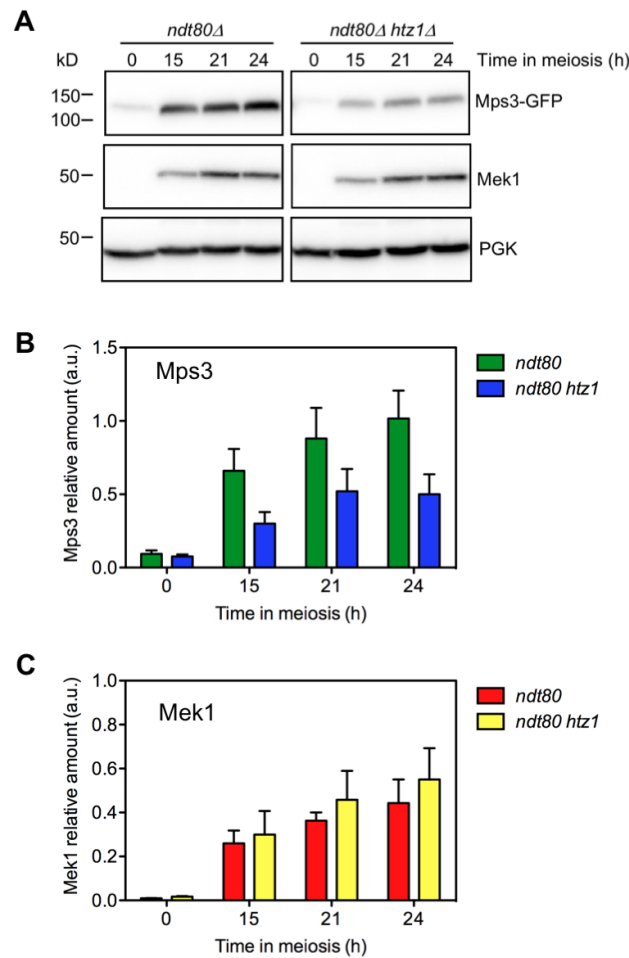 A
ndt80Δ ndt80Δ htz1Δ
kD 0 15 21 24 0 15 21 24 Time in meiosis (h)
150 Mps3-GFP
100
50 Mek1
50 PGK
B
1.5
1.0
0.5
0.0
Mps3 relative amount (a.u.)
Mps3
0 15 21 24
Time in meiosis (h)
ndt80
ndt80 htz1
C
1.0
0.8
0.6
0.4
0.2
0.0
Mek1 relative amount (a.u.)
Mek1
0 15 21 24
Time in meiosis (h)
ndt80
ndt80 htz1